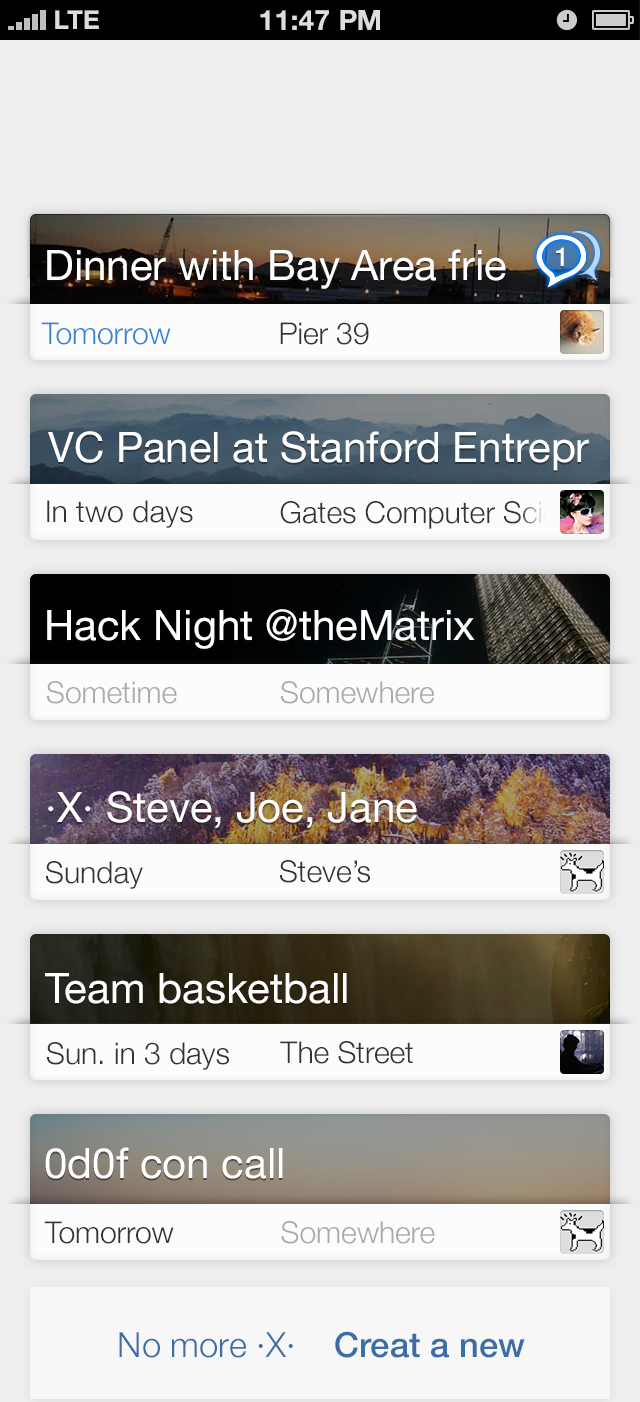 LTE 11:47 PM
Dinner with Bay Area frie
1
Tomorrow Pier 39
VC Panel at Stanford Entrepr
In two days Gates Computer Sci
Hack Night @theMatrix
Sometime Somewhere
·X· Steve, Joe, Jane
Sunday Steve’s
Team basketball
Sun. in 3 days The Street
0d0f con call
Tomorrow Somewhere
No more ·X· Creat a new